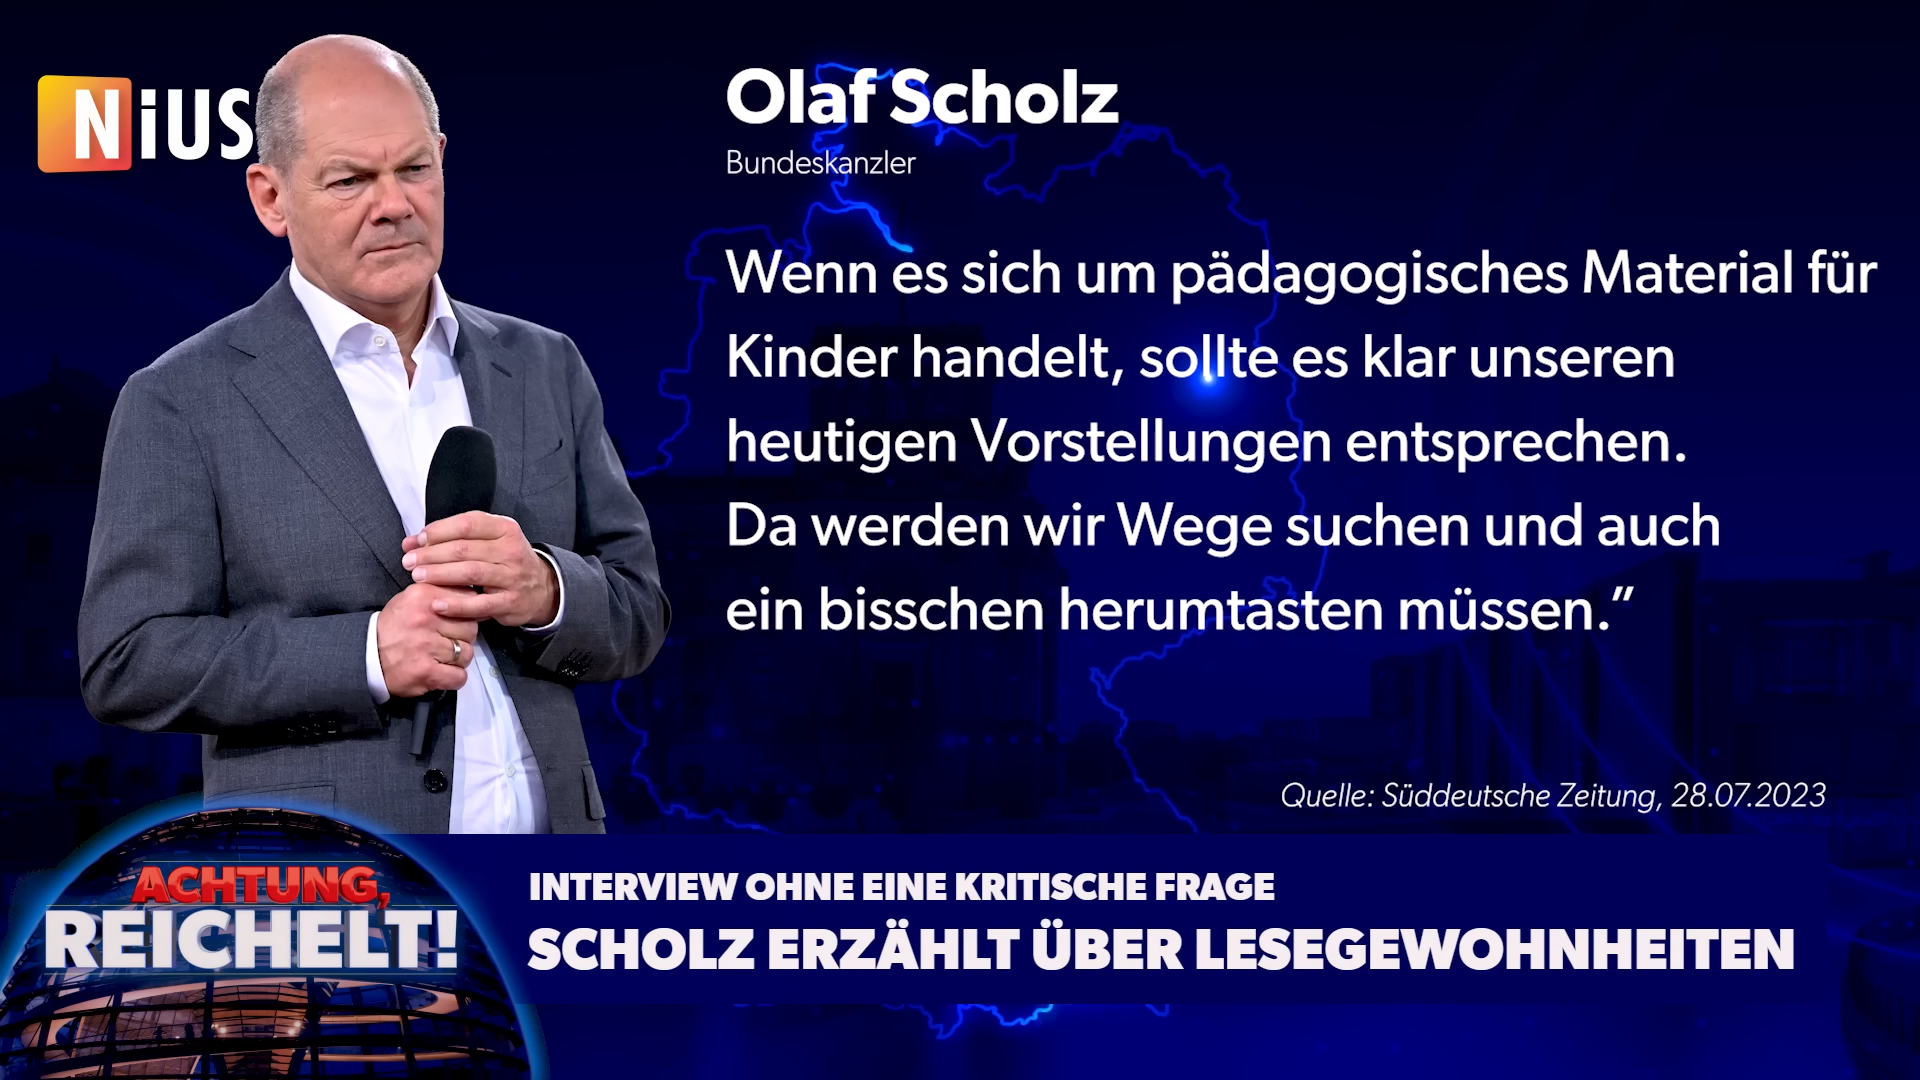 NiUS
Olaf Scholz
Bundeskanzler
Wenn es sich um pädagogisches Material für
Kinder handelt, sollte es klar unseren
heutigen Vorstellungen entsprechen.
Da werden wir Wege suchen und auch
ein bisschen herumtasten müssen.”
Quelle: Süddeutsche Zeitung, 28.07.2023
ACHTUNG,
REICHELT!
INTERVIEW OHNE EINE KRITISCHE FRAGE
SCHOLZ ERZÄHLT ÜBER LESEGEWOHNHEITEN